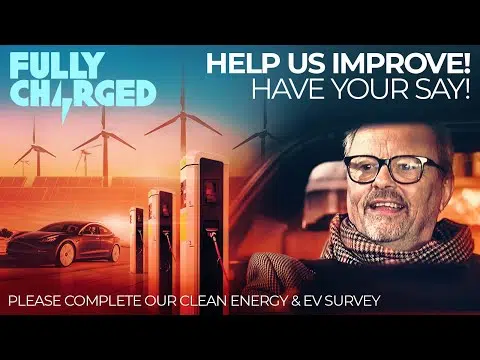 FULLY
CHARGED
HELP US IMPROVE!
HAVE YOUR SAY!
PLEASE COMPLETE OUR CLEAN ENERGY & EV SURVEY